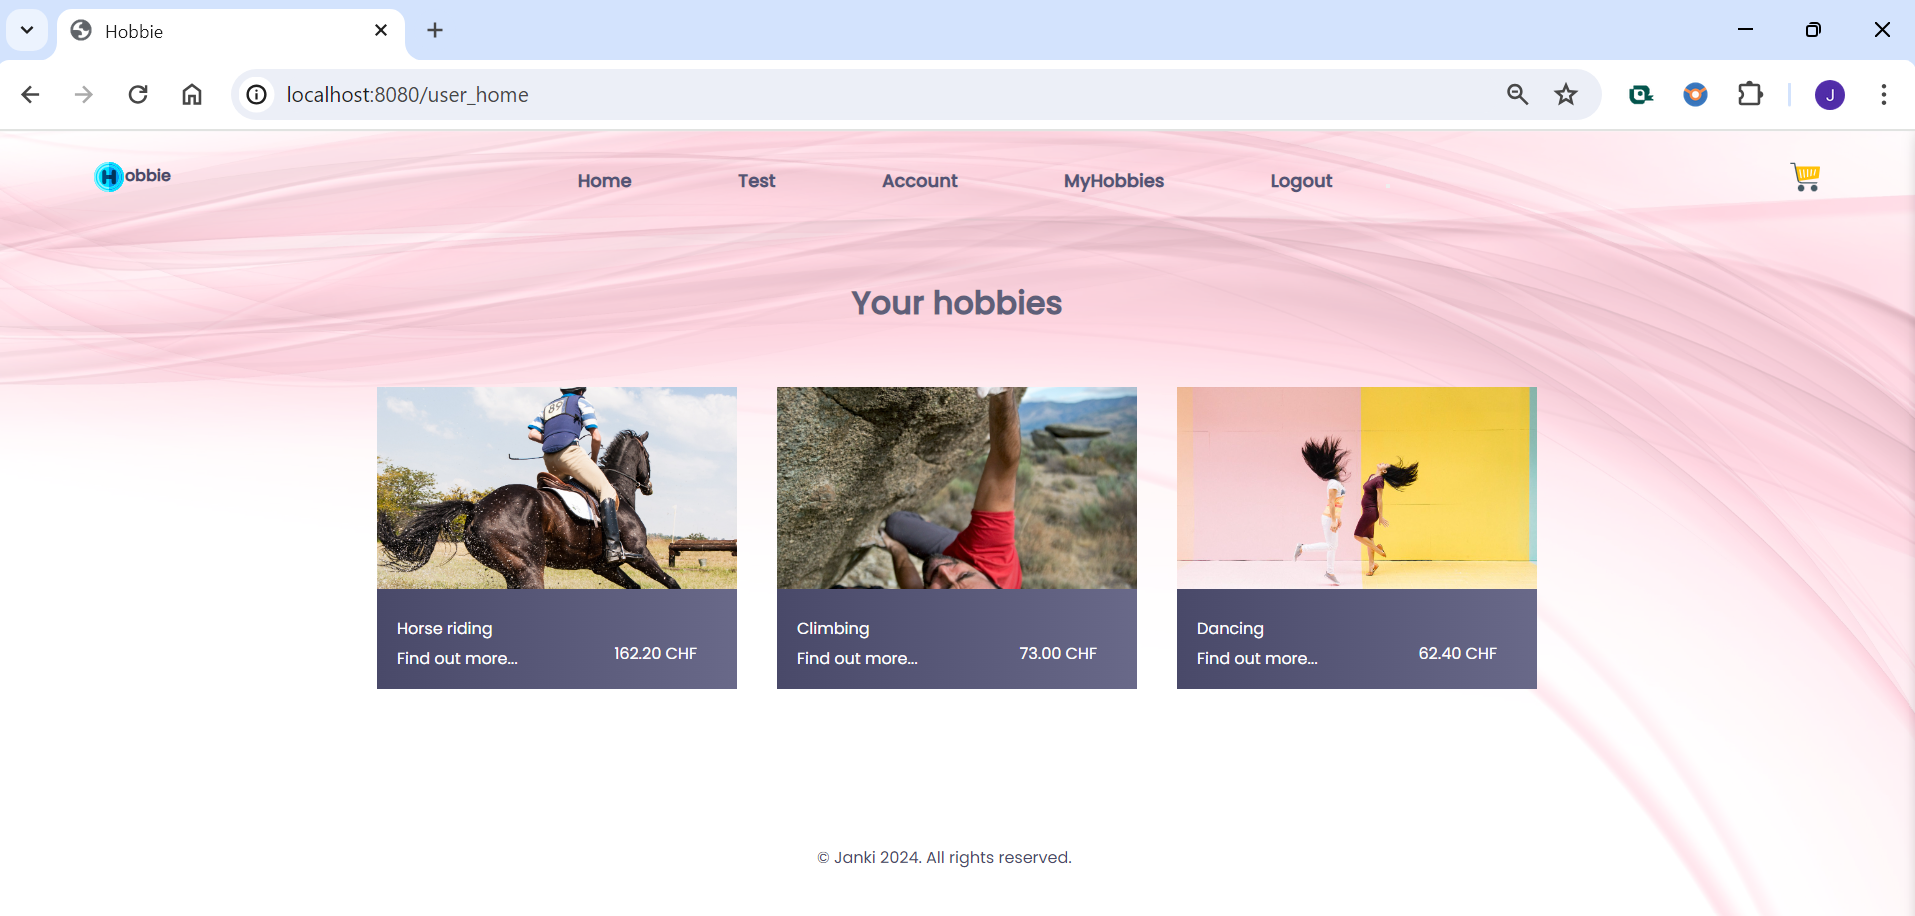 Hobbie
localhost:8080/user_home
J
Hobbie
Home Test Account MyHobbies Logout
Your hobbies
89
Horse riding
Find out more...
162.20 CHF
Climbing
Find out more...
73.00 CHF
Dancing
Find out more...
62.40 CHF
© Janki 2024. All rights reserved.